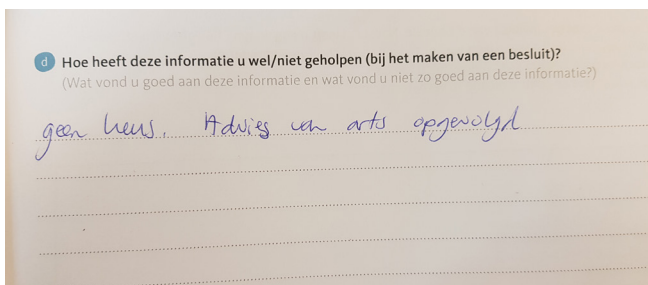 d Hoe heeft deze informatie u wel/niet geholpen (bij het maken van een besluit)?
(Wat vond u goed aan deze informatie en wat vond u niet zo goed aan deze informatie?)
geen keus. Advies van arts opgevolgd